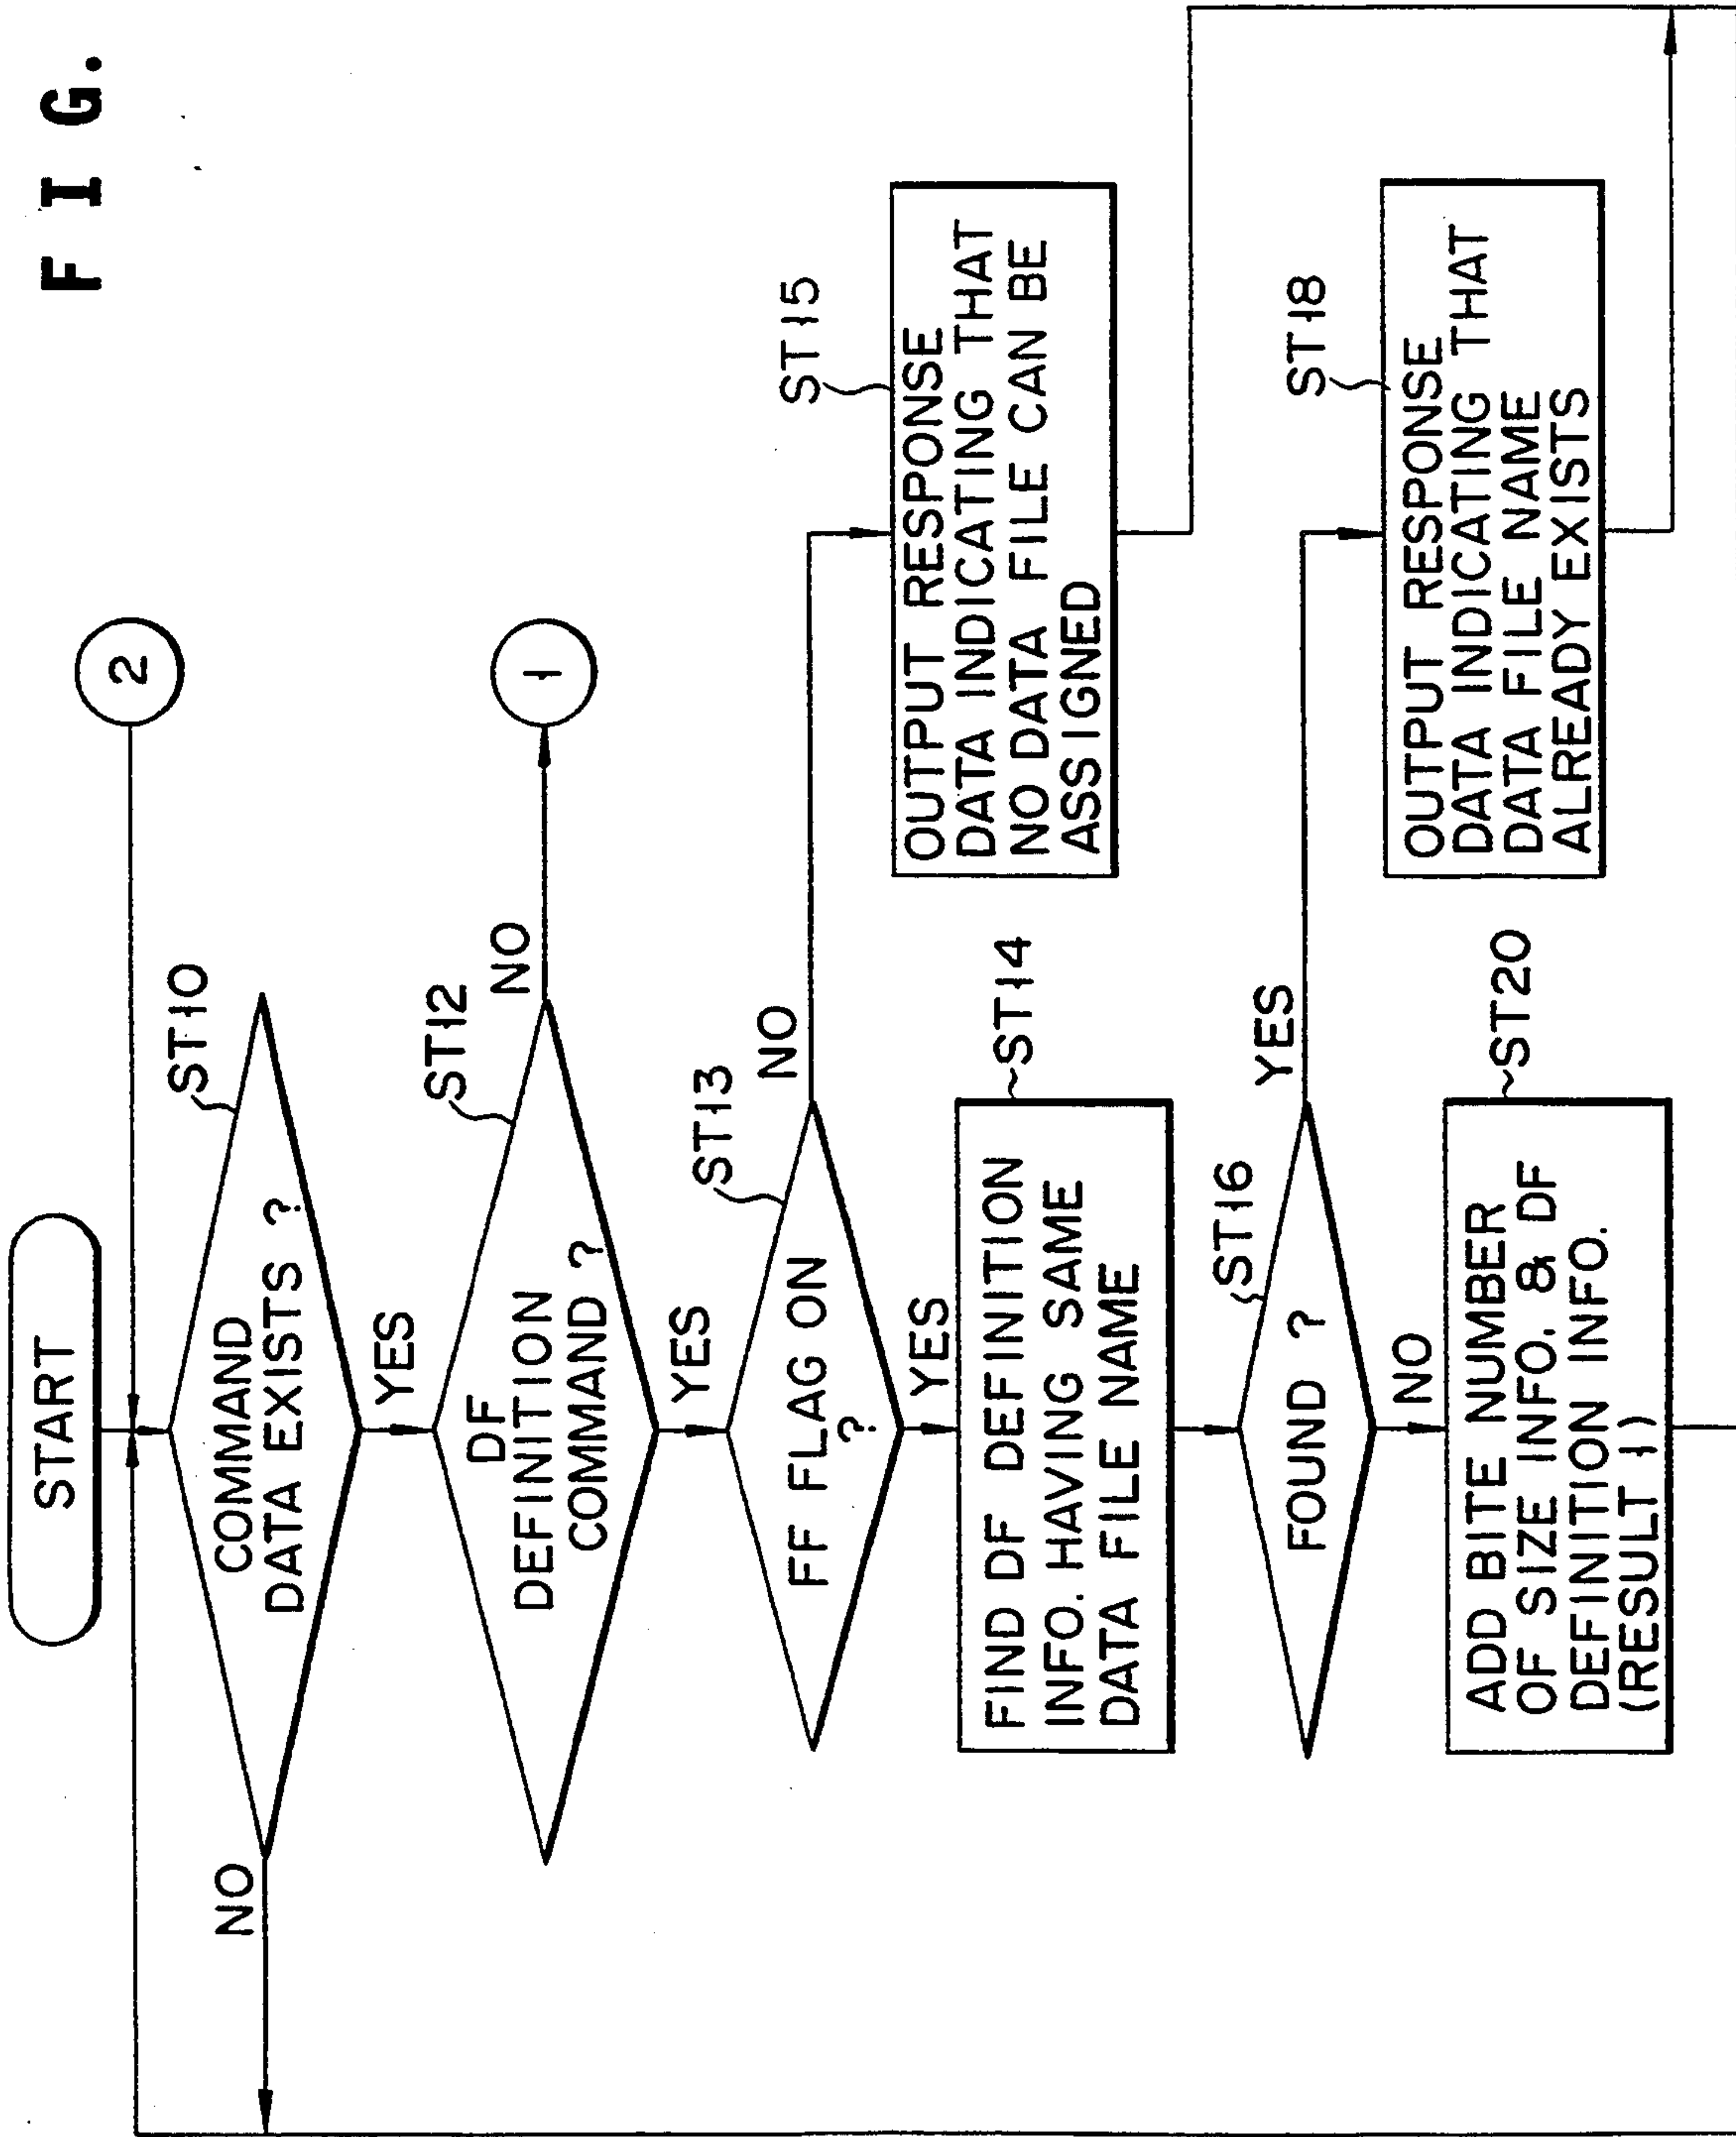 F I G.
START
2
ST10
COMMAND
DATA EXISTS ?
NO
YES
ST12
DF
DEFINITION
COMMAND ?
NO
1
YES
ST13
FF FLAG ON
?
NO
YES
ST15
OUTPUT RESPONSE
DATA INDICATING THAT
NO DATA FILE CAN BE
ASSIGNED
ST14
FIND DF DEFINITION
INFO. HAVING SAME
DATA FILE NAME
ST16
FOUND ?
YES
NO
ST18
OUTPUT RESPONSE
DATA INDICATING THAT
DATA FILE NAME
ALREADY EXISTS
ST20
ADD BITE NUMBER
OF SIZE INFO. & DF
DEFINITION INFO.
(RESULT 1)